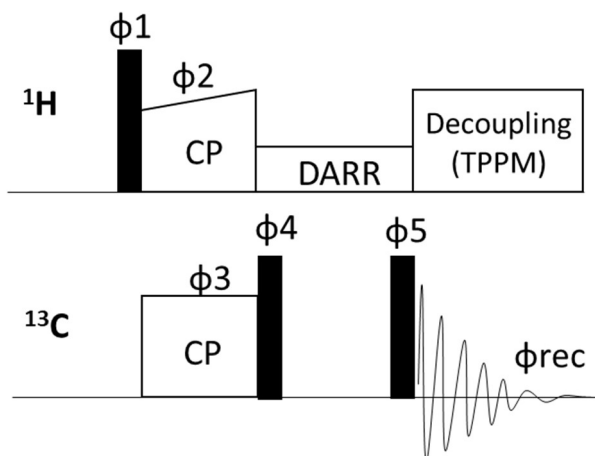 ϕ1
ϕ2
¹H
CP
DARR
Decoupling
(TPPM)
ϕ4
ϕ5
ϕ3
¹³C
CP
ϕrec